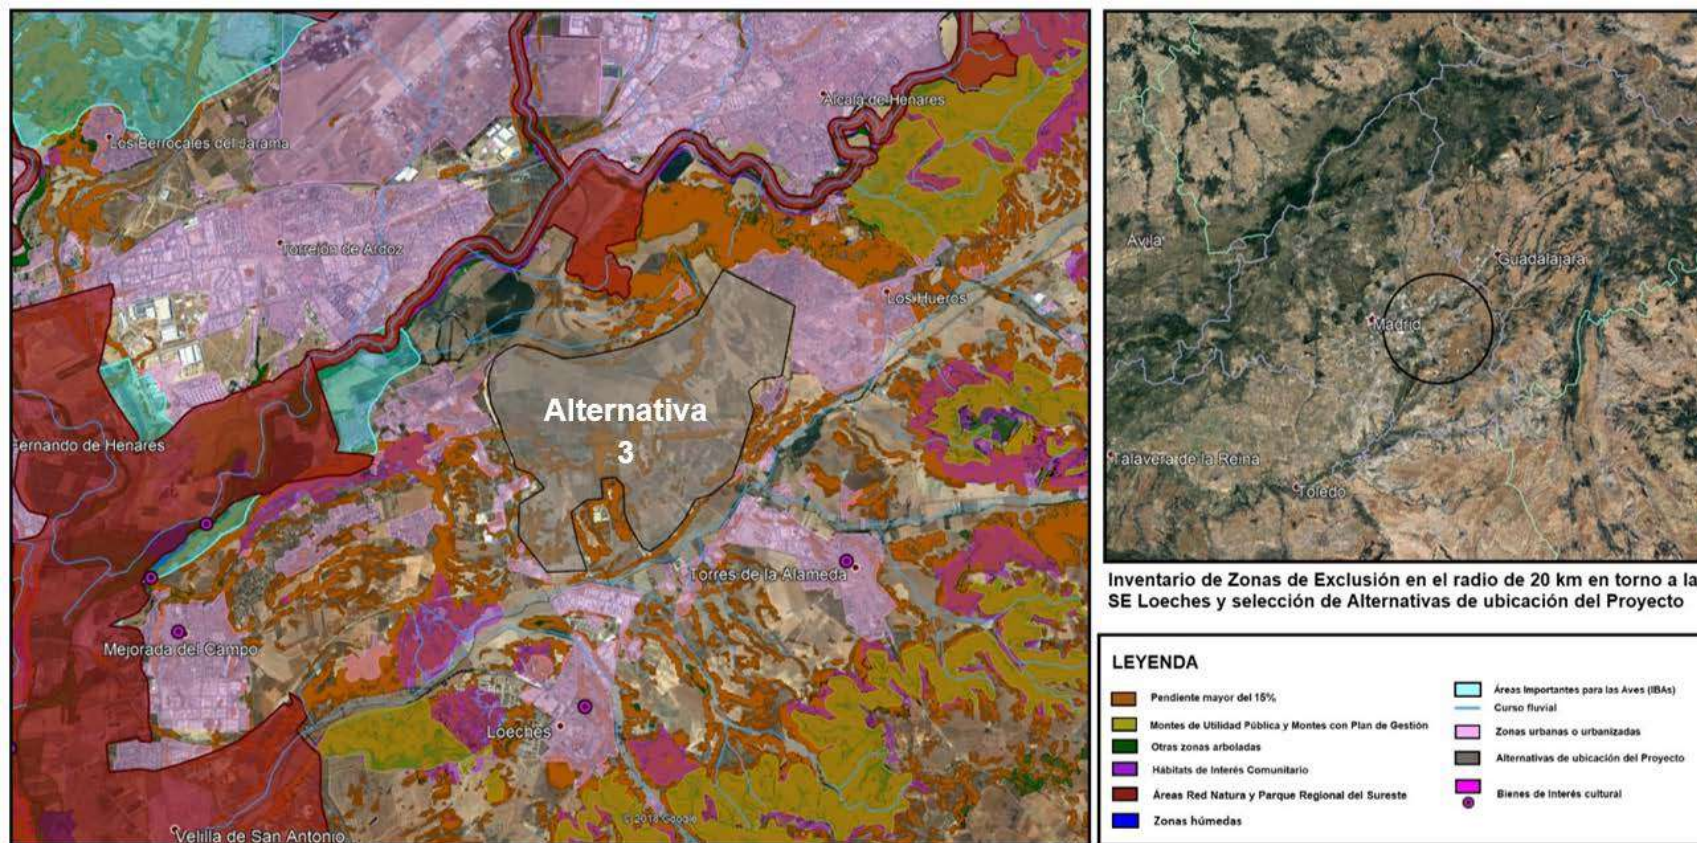 Alcalá de Henares
Los Berrocales del Jarama
Torrejón de Ardoz
Los Hueros
Alternativa
3
Fernando de Henares
Torres de la Alameda
Mejorada del Campo
Loeches
Velilla de San Antonio
© 2018 Google
Ávila
Guadalajara
Madrid
Talavera de la Reina
Toledo
Inventario de Zonas de Exclusión en el radio de 20 km en torno a la
SE Loeches y selección de Alternativas de ubicación del Proyecto
LEYENDA
Pendiente mayor del 15%
Montes de Utilidad Pública y Montes con Plan de Gestión
Otras zonas arboladas
Hábitats de Interés Comunitario
Áreas Red Natura y Parque Regional del Sureste
Zonas húmedas
Áreas Importantes para las Aves (IBAs)
Curso fluvial
Zonas urbanas o urbanizadas
Alternativas de ubicación del Proyecto
Bienes de Interés cultural